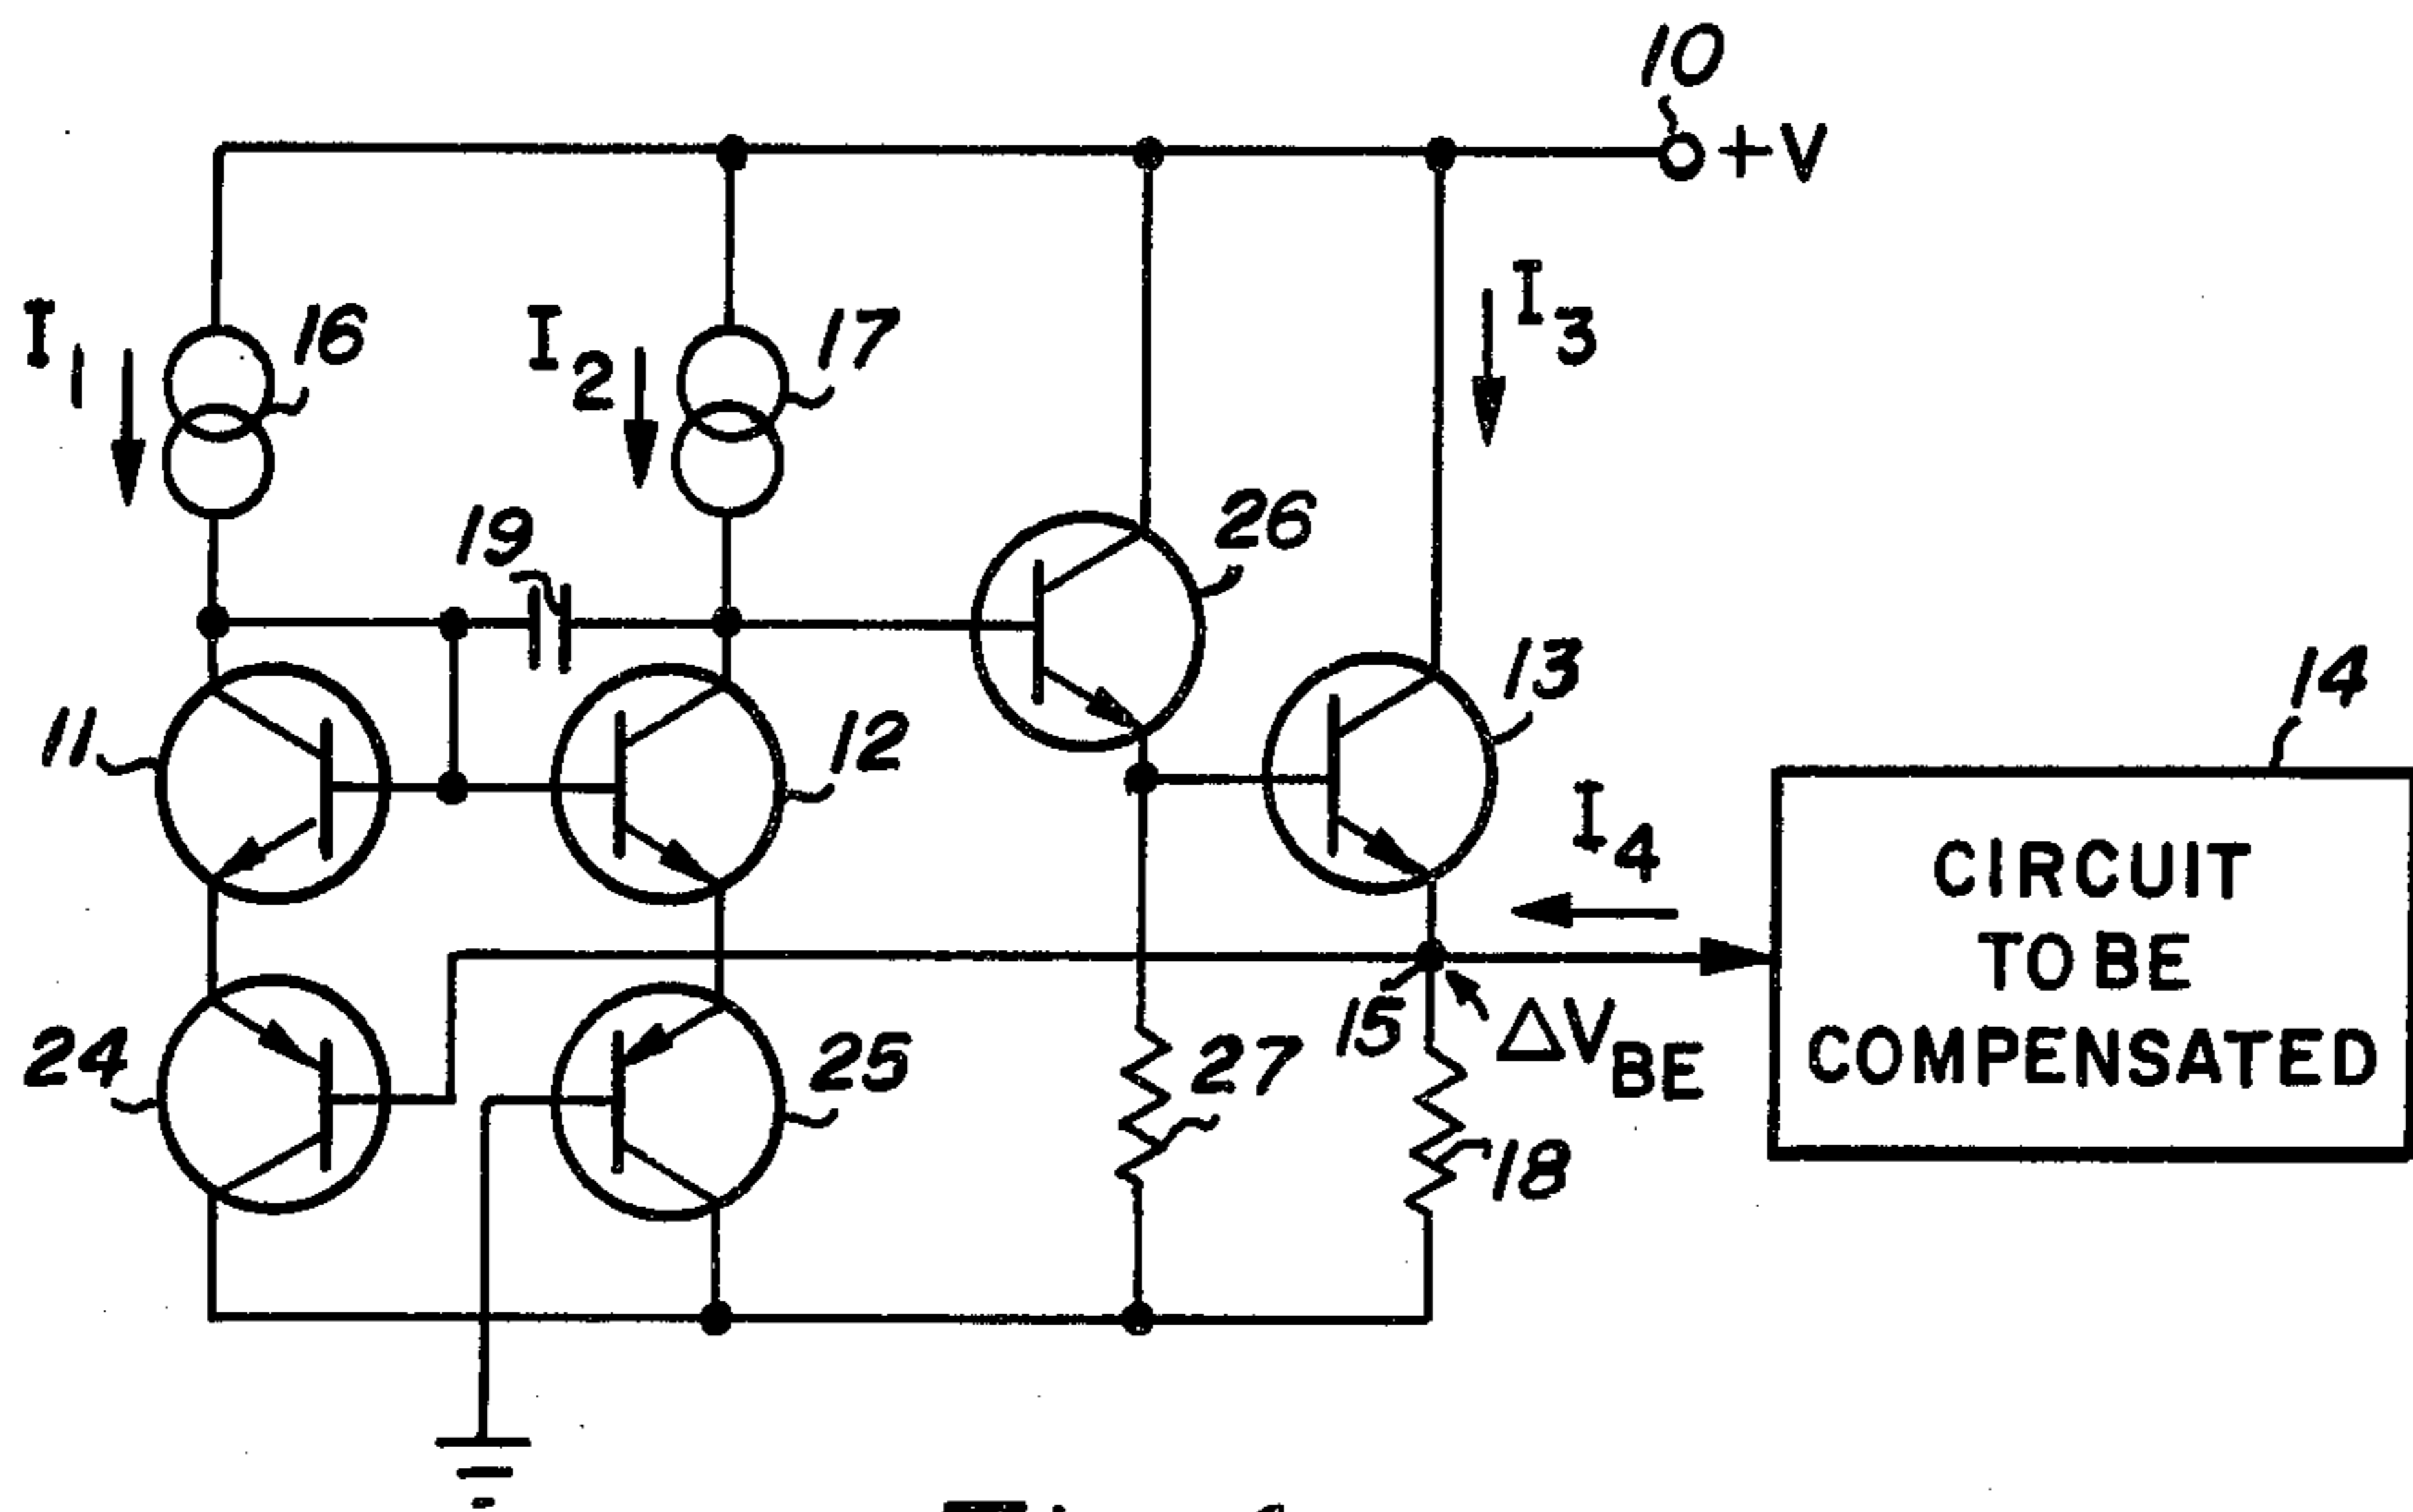 10
+V
I1
16
I2
17
I3
19
26
13
14
11
12
I4
CIRCUIT
TO BE
COMPENSATED
15
ΔVBE
24
25
27
18